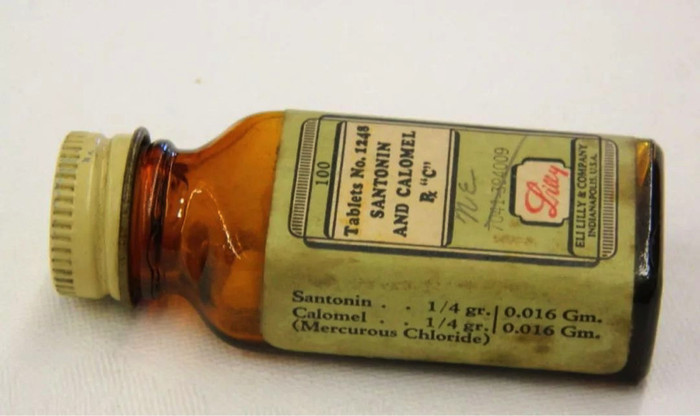 100
Tablets No. 1248
SANTONIN
AND CALOMEL
℞ "C"
NE
Lilly
ELI LILLY & COMPANY
INDIANAPOLIS, U.S.A.
Santonin . . 1/4 gr. | 0.016 Gm.
Calomel . . 1/4 gr. | 0.016 Gm.
(Mercurous Chloride)